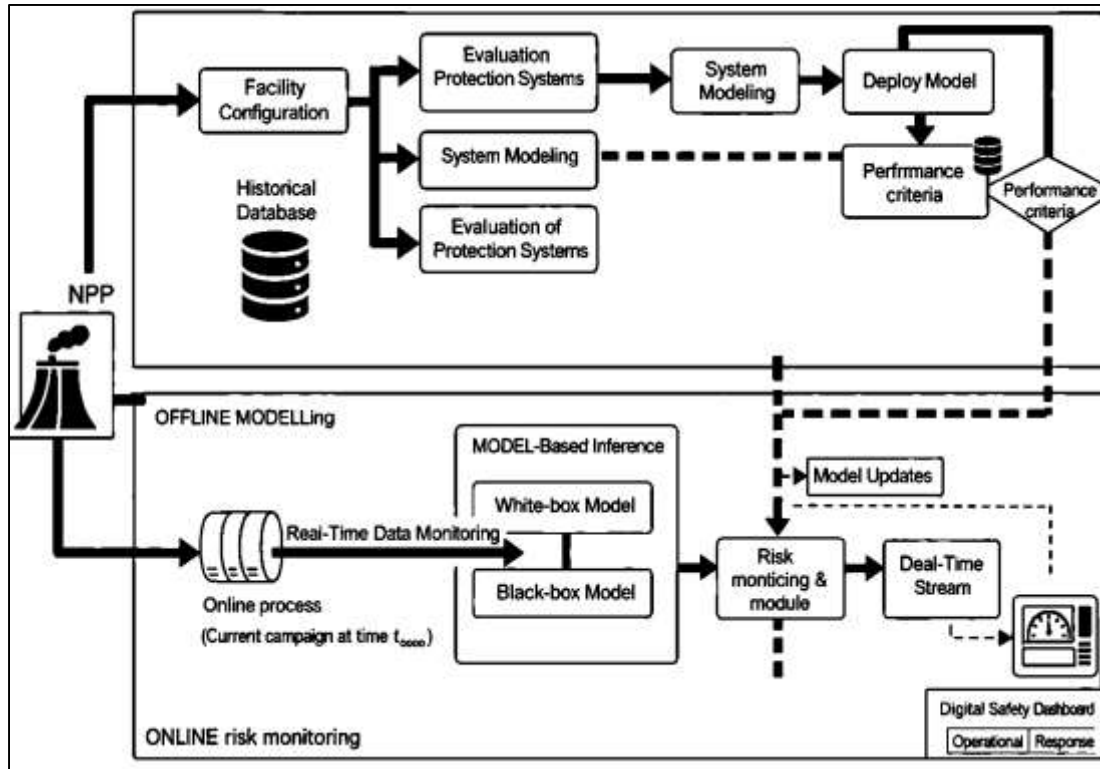 Evaluation
Protection Systems
System
Modeling
Deploy Model
Facility
Configuration
System Modeling
Perfrmance
criteria
Performance
criteria
Historical
Database
Evaluation of
Protection Systems
NPP
OFFLINE MODELLing
MODEL-Based Inference
White-box Model
Model Updates
Real-Time Data Monitoring
Black-box Model
Risk
monticing &
module
Deal-Time
Stream
Online process
(Current campaign at time t
Digital Safety Dashboard
Operational
Response
ONLINE risk monitoring